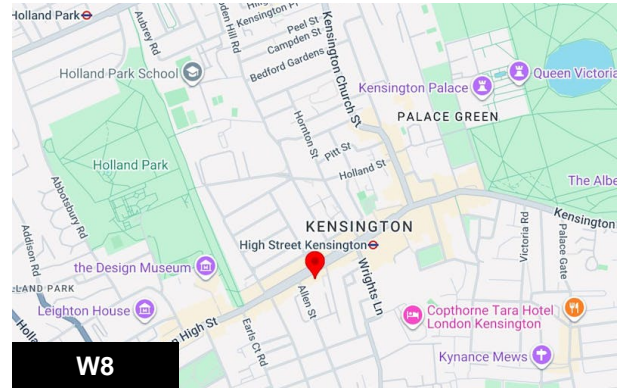 Holland Park
Aubrey Rd
Kensington Pl
Peel St
Campden St
Bedford Gardens
Kensington Church St
Holland Park School
Kensington Palace
Queen Victoria
PALACE GREEN
Hornton St
Pitt St
Holland St
Holland Park
Abbotsbury Rd
Addison Rd
The Albe
KENSINGTON
High Street Kensington
Kensington
Victoria Rd
Palace Gate
the Design Museum
LLAND PARK
Leighton House
Allen St
Wrights Ln
Earls Ct Rd
High St
Copthorne Tara Hotel
London Kensington
Kynance Mews
W8